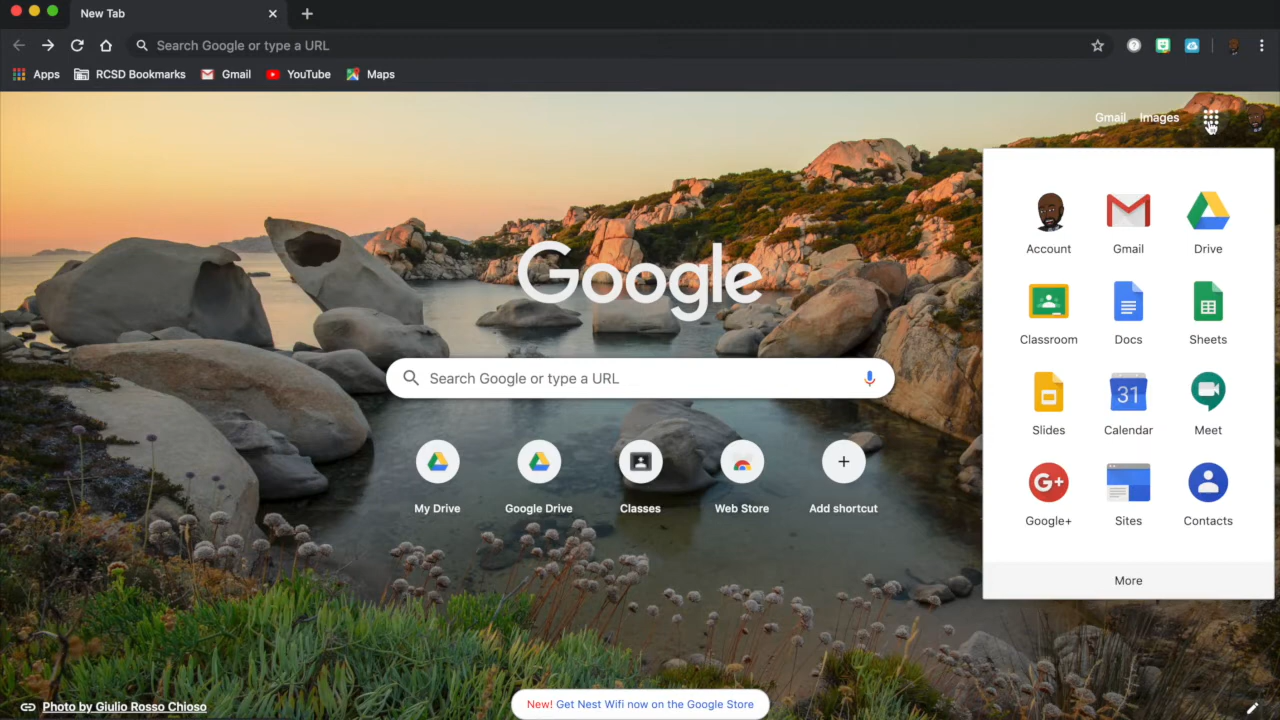 New Tab
Search Google or type a URL
Apps RCSD Bookmarks Gmail YouTube Maps
Gmail Images
Account Gmail Drive
Classroom Docs Sheets
31
Slides Calendar Meet
G+
Google+ Sites Contacts
More
Google
Search Google or type a URL
My Drive Google Drive Classes Web Store Add shortcut
Photo by Giulio Rosso Chioso
New! Get Nest Wifi now on the Google Store